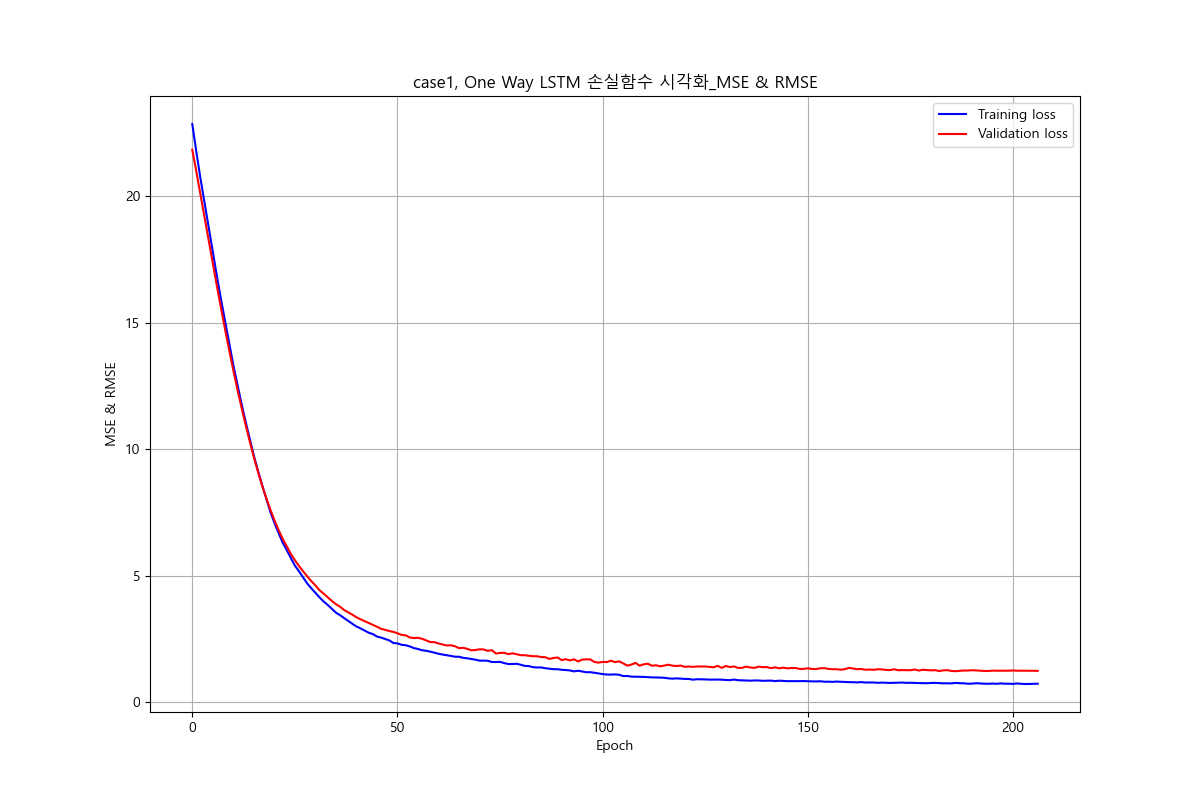 case1, One Way LSTM 손실함수 시각화_MSE & RMSE
Training loss
Validation loss
MSE & RMSE
20
15
10
5
0
0 50 100 150 200
Epoch